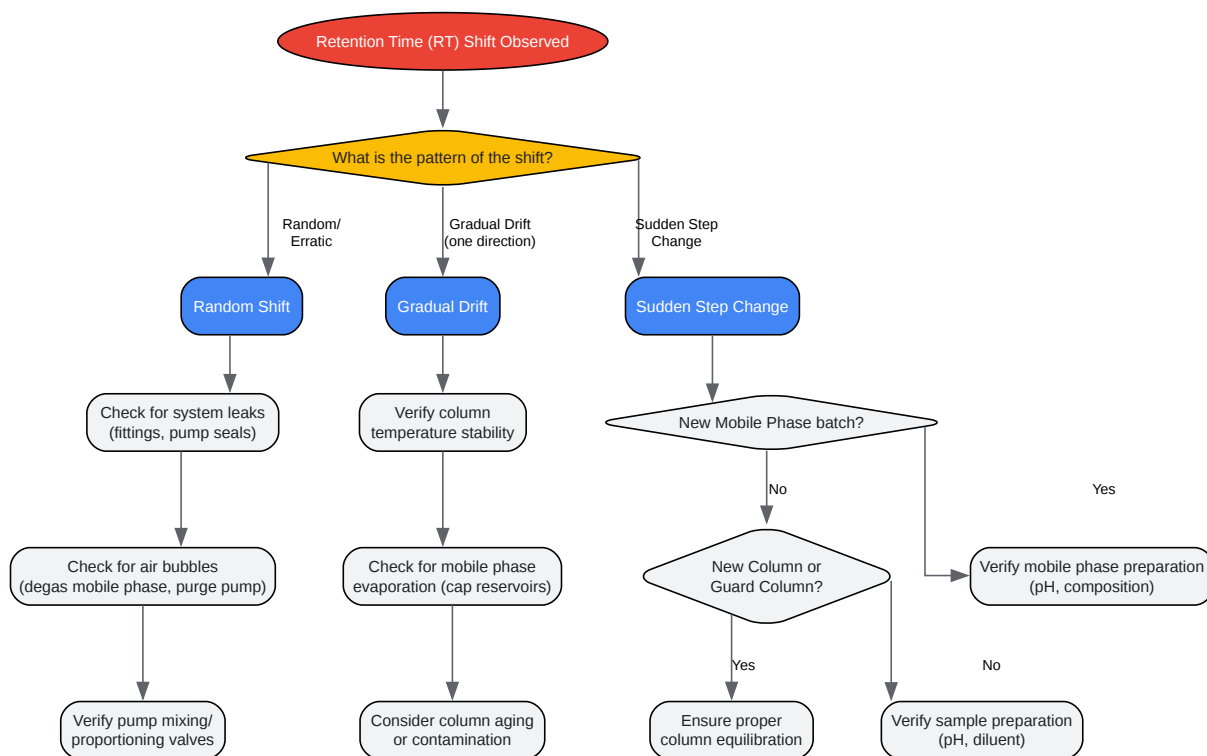 Retention Time (RT) Shift Observed
What is the pattern of the shift?
Random/
Erratic
Gradual Drift
(one direction)
Sudden Step
Change
Random Shift
Gradual Drift
Sudden Step Change
Check for system leaks
(fittings, pump seals)
Verify column
temperature stability
New Mobile Phase batch?
No
Yes
Check for air bubbles
(degas mobile phase, purge pump)
Check for mobile phase
evaporation (cap reservoirs)
New Column or
Guard Column?
Verify mobile phase preparation
(pH, composition)
Yes
No
Verify pump mixing/
proportioning valves
Consider column aging
or contamination
Ensure proper
column equilibration
Verify sample preparation
(pH, diluent)